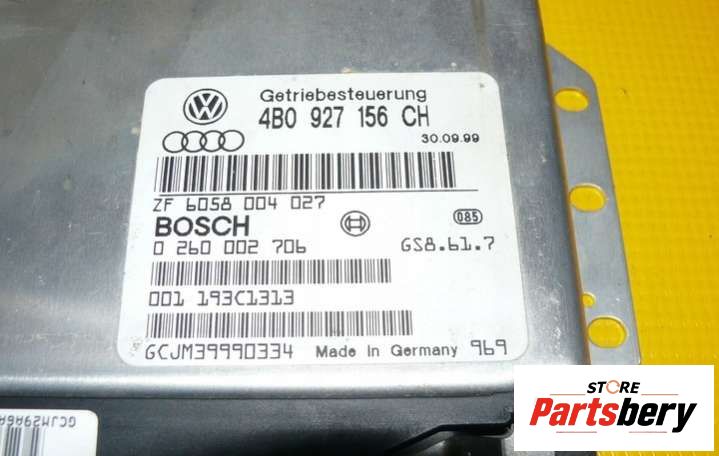 Getriebesteuerung
4B0 927 156 CH
30.09.99
ZF 6058 004 027
BOSCH
085
0 260 002 706
GS8.61.7
001 193C1313
GCJM39990334 Made in Germany 969
STORE
Partsbery